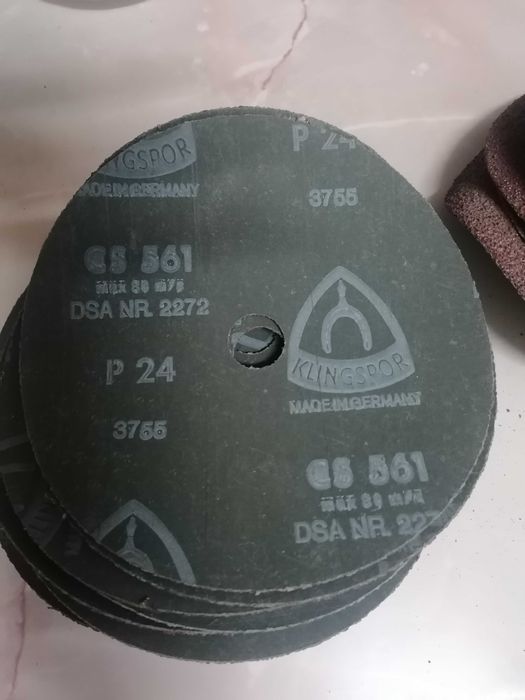 KLINGSPOR
MADE IN GERMANY
P 24
3755
CS 561
max 80 m/s
DSA NR. 2272
P 24
3755
KLINGSPOR
MADE IN GERMANY
CS 561
max 80 m/s
DSA NR. 227